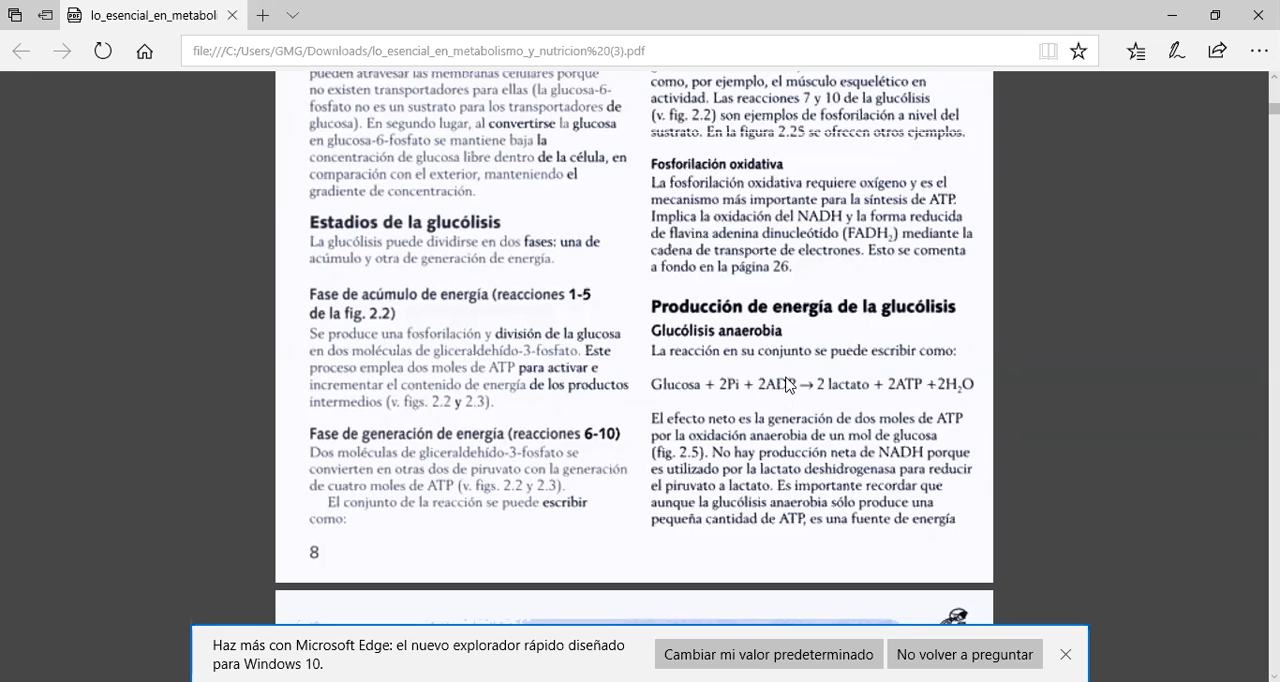 lo_esencial_en_metaboli
file:///C:/Users/GMG/Downloads/lo_esencial_en_metabolismo_y_nutricion%20(3).pdf
pueden atravesar las membranas celulares porque
no existen transportadores para ellas (la glucosa-6-
fosfato no es un sustrato para los transportadores de
glucosa). En segundo lugar, al convertirse la glucosa
en glucosa-6-fosfato se mantiene baja la
concentración de glucosa libre dentro de la célula, en
comparación con el exterior, manteniendo el
gradiente de concentración.
Estadios de la glucólisis
La glucólisis puede dividirse en dos fases: una de
acúmulo y otra de generación de energía.
Fase de acúmulo de energía (reacciones 1-5
de la fig. 2.2)
Se produce una fosforilación y división de la glucosa
en dos moléculas de gliceraldehído-3-fosfato. Este
proceso emplea dos moles de ATP para activar e
incrementar el contenido de energía de los productos
intermedios (v. figs. 2.2 y 2.3).
Fase de generación de energía (reacciones 6-10)
Dos moléculas de gliceraldehído-3-fosfato se
convierten en otras dos de piruvato con la generación
de cuatro moles de ATP (v. figs. 2.2 y 2.3).
El conjunto de la reacción se puede escribir
como:
8
como, por ejemplo, el músculo esquelético en
actividad. Las reacciones 7 y 10 de la glucólisis
(v. fig. 2.2) son ejemplos de fosforilación a nivel del
sustrato. En la figura 2.25 se ofrecen otros ejemplos.
Fosforilación oxidativa
La fosforilación oxidativa requiere oxígeno y es el
mecanismo más importante para la síntesis de ATP.
Implica la oxidación del NADH y la forma reducida
de flavina adenina dinucleótido (FADH₂) mediante la
cadena de transporte de electrones. Esto se comenta
a fondo en la página 26.
Producción de energía de la glucólisis
Glucólisis anaerobia
La reacción en su conjunto se puede escribir como:
Glucosa + 2Pi + 2ADP → 2 lactato + 2ATP +2H₂O
El efecto neto es la generación de dos moles de ATP
por la oxidación anaerobia de un mol de glucosa
(fig. 2.5). No hay producción neta de NADH porque
es utilizado por la lactato deshidrogenasa para reducir
el piruvato a lactato. Es importante recordar que
aunque la glucólisis anaerobia sólo produce una
pequeña cantidad de ATP, es una fuente de energía
Haz más con Microsoft Edge: el nuevo explorador rápido diseñado
para Windows 10.
Cambiar mi valor predeterminado
No volver a preguntar